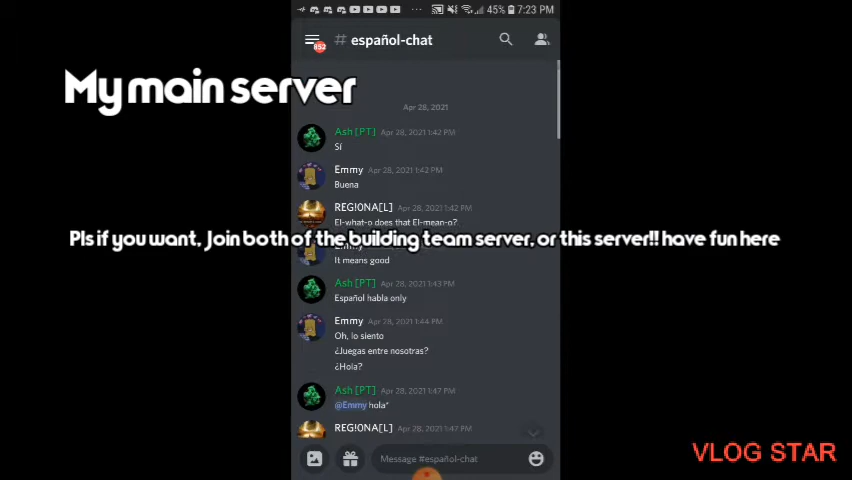 45% 7:23 PM
852
# español-chat
My main server
Apr 28, 2021
Ash [PT] Apr 28, 2021 1:42 PM
Sí
Emmy Apr 28, 2021 1:42 PM
Buena
REG!0NA[L] Apr 28, 2021 1:42 PM
El-what-o does that El-mean-o?.
Pls if you want, Join both of the building team server, or this server!! have fun here
It means good
Ash [PT] Apr 28, 2021 1:43 PM
Español habla only
Emmy Apr 28, 2021 1:44 PM
Oh, lo siento
¿Juegas entre nosotras?
¿Hola?
Ash [PT] Apr 28, 2021 1:47 PM
@Emmy hola*
REG!0NA[L] Apr 28, 2021 1:47 PM
Message #español-chat
VLOG STAR